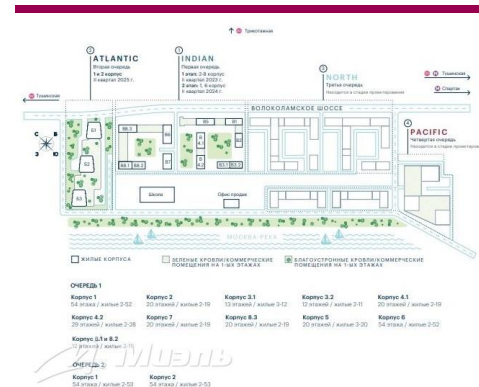 Трикотажная
2
ATLANTIC
Вторая очередь
1 и 2 корпус
II квартал 2025 г.
1
INDIAN
Первая очередь
1 этап: 2-8 корпус
II квартал 2023 г.
2 этап: 1, 6 корпус
II квартал 2024 г.
3
NORTH
Третья очередь
Находится в стадии проектирования
Тушинская
Тушинская
Спартак
4
PACIFIC
Четвертая очередь
Находится в стадии проектирова
ВОЛОКОЛАМСКОЕ ШОССЕ
С В
З Ю
Б1
Б2
Б3
Школа
Офис продаж
МОСКВА-РЕКА
ЖИЛЫЕ КОРПУСА
ЗЕЛЕНЫЕ КРОВЛИ/КОММЕРЧЕСКИЕ
ПОМЕЩЕНИЯ НА 1-ЫХ ЭТАЖАХ
БЛАГОУСТРОЕННЫЕ КРОВЛИ/КОММЕРЧЕСКИЕ
ПОМЕЩЕНИЯ НА 1-ЫХ ЭТАЖАХ
ОЧЕРЕДЬ 1
Корпус 1
54 этажа / жилые 2-52
Корпус 2
20 этажей / жилые 2-19
Корпус 3.1
13 этажей / жилые 3-12
Корпус 3.2
12 этажей / жилые 2-11
Корпус 4.1
20 этажей / жилые 2-19
Корпус 4.2
29 этажей / жилые 2-28
Корпус 7
20 этажей / жилые 2-19
Корпус 8.3
20 этажей / жилые 2-19
Корпус 5
20 этажей / жилые 3-20
Корпус 6
54 этажа / жилые 2-52
Корпус 8.1 и 8.2
ОЧЕРЕДЬ 2
Корпус 1
54 этажа / жилые 2-53
Корпус 2
54 этажа / жилые 2-53
Миэль